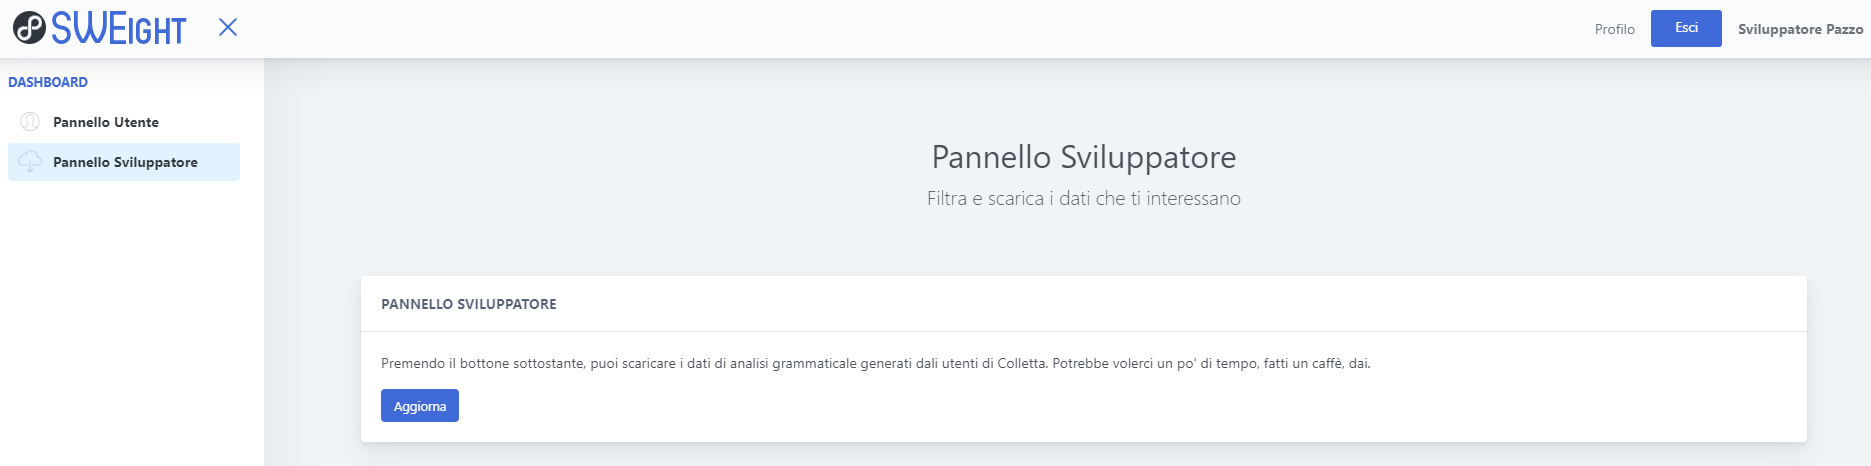 SWEIGHT
Profilo
Esci
Sviluppatore Pazzo
DASHBOARD
Pannello Utente
Pannello Sviluppatore
Pannello Sviluppatore
Filtra e scarica i dati che ti interessano
PANNELLO SVILUPPATORE
Premendo il bottone sottostante, puoi scaricare i dati di analisi grammaticale generati dali utenti di Colletta. Potrebbe volerci un po' di tempo, fatti un caffè, dai.
Aggiorna